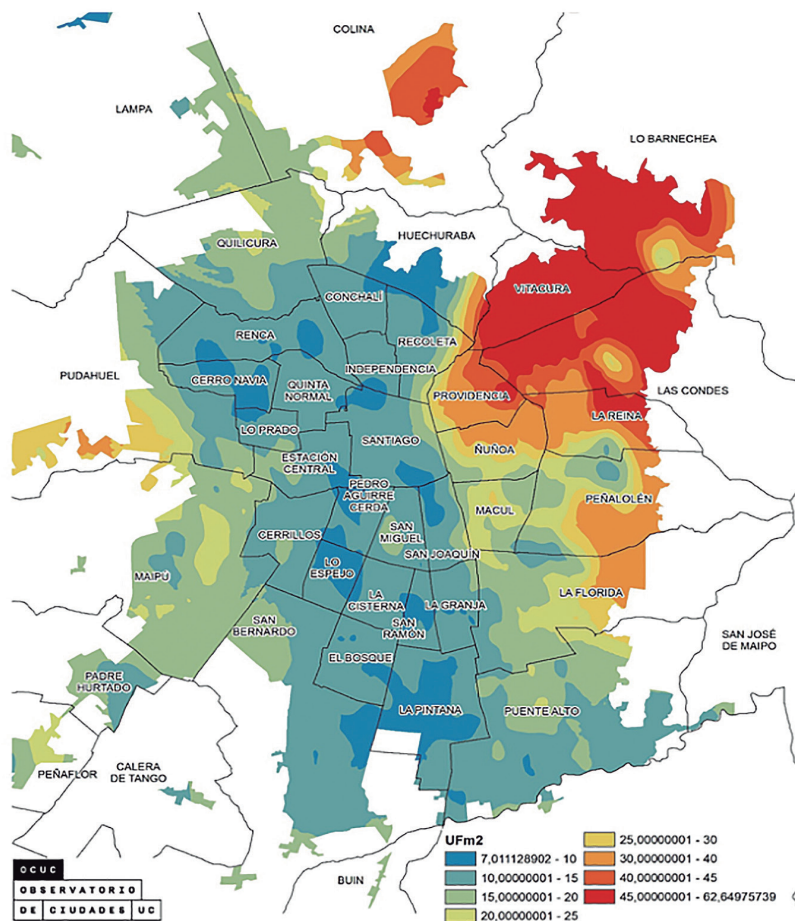 COLINA
LAMPA
LO BARNECHEA
QUILICURA
HUECHURABA
VITACURA
CONCHALÍ
RENCA
RECOLETA
INDEPENDENCIA
PUDAHUEL
CERRO NAVIA
QUINTA
NORMAL
PROVIDENCIA
LAS CONDES
LA REINA
LO PRADO
SANTIAGO
ÑUÑOA
ESTACIÓN
CENTRAL
PEDRO
AGUIRRE
CERDA
PEÑALOLÉN
MACUL
SAN
MIGUEL
CERRILLOS
SAN JOAQUÍN
LO
ESPEJO
MAIPÚ
LA
CISTERNA
LA GRANJA
LA FLORIDA
SAN
BERNARDO
SAN
RAMÓN
SAN JOSÉ
DE MAIPO
EL BOSQUE
PADRE
HURTADO
LA PINTANA
PUENTE ALTO
PEÑAFLOR
CALERA
DE TANGO
BUIN
UFm2
7,011128902 - 10
10,00000001 - 15
15,00000001 - 20
20,00000001 - 25
25,00000001 - 30
30,00000001 - 40
40,00000001 - 45
45,00000001 - 62,64975739
OCUC
OBSERVATORIO
DE CIUDADES UC